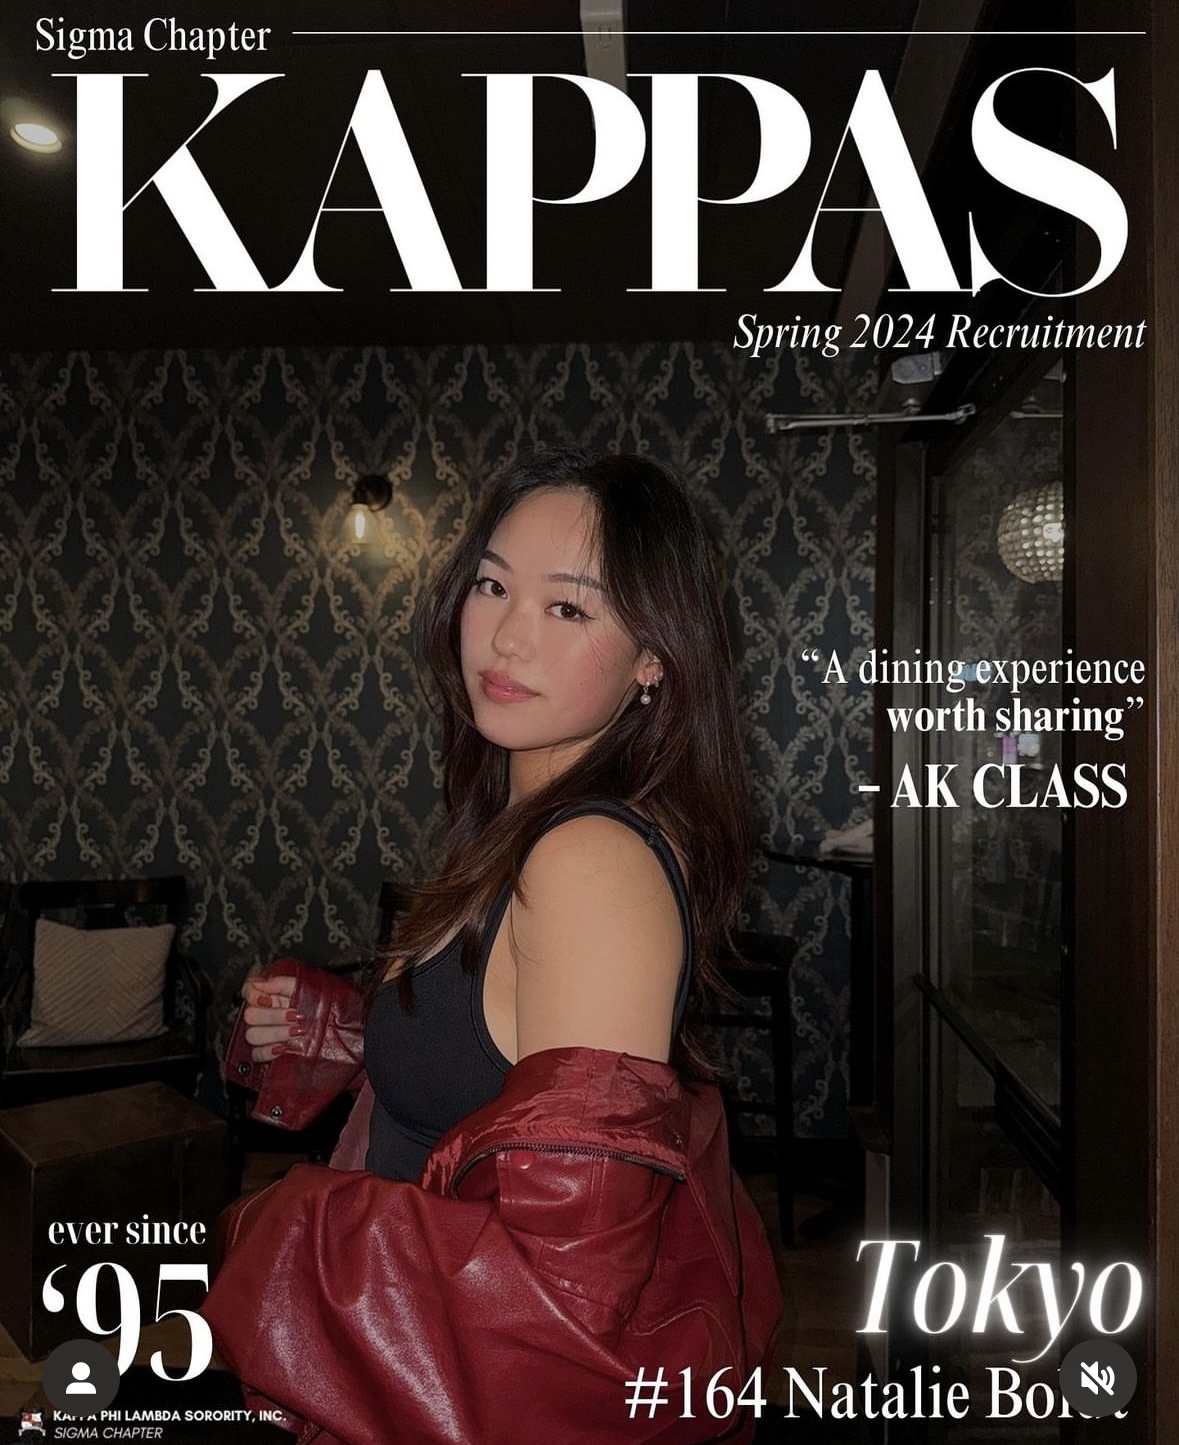 Sigma Chapter
KAPPAS
Spring 2024 Recruitment
“A dining experience
worth sharing”
– AK CLASS
ever since
‘95
Tokyo
#164 Natalie
KAPPA PHI LAMBDA SORORITY, INC.
SIGMA CHAPTER